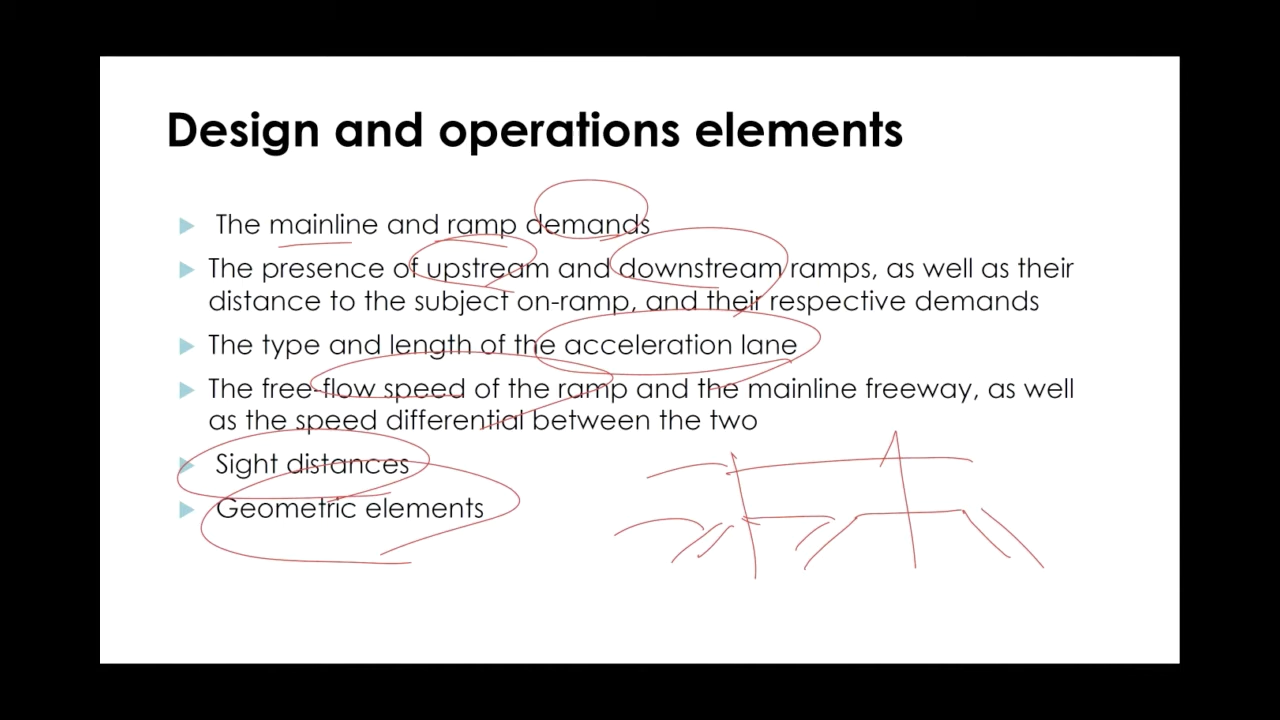 Design and operations elements
The mainline and ramp demands
The presence of upstream and downstream ramps, as well as their
distance to the subject on-ramp, and their respective demands
The type and length of the acceleration lane
The free-flow speed of the ramp and the mainline freeway, as well
as the speed differential between the two
Sight distances
Geometric elements